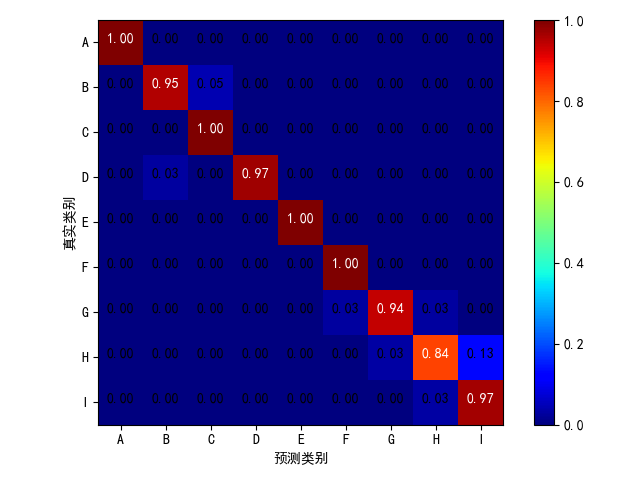 1.0
A 1.00 0.00 0.00 0.00 0.00 0.00 0.00 0.00 0.00
B 0.00 0.95 0.05 0.00 0.00 0.00 0.00 0.00 0.00
0.8
C 0.00 0.00 1.00 0.00 0.00 0.00 0.00 0.00 0.00
D 0.00 0.03 0.00 0.97 0.00 0.00 0.00 0.00 0.00
0.6
真实类别
E 0.00 0.00 0.00 0.00 1.00 0.00 0.00 0.00 0.00
F 0.00 0.00 0.00 0.00 0.00 1.00 0.00 0.00 0.00
0.4
G 0.00 0.00 0.00 0.00 0.00 0.03 0.94 0.03 0.00
0.2
H 0.00 0.00 0.00 0.00 0.00 0.00 0.03 0.84 0.13
I 0.00 0.00 0.00 0.00 0.00 0.00 0.00 0.03 0.97
0.0
A B C D E F G H I
预测类别